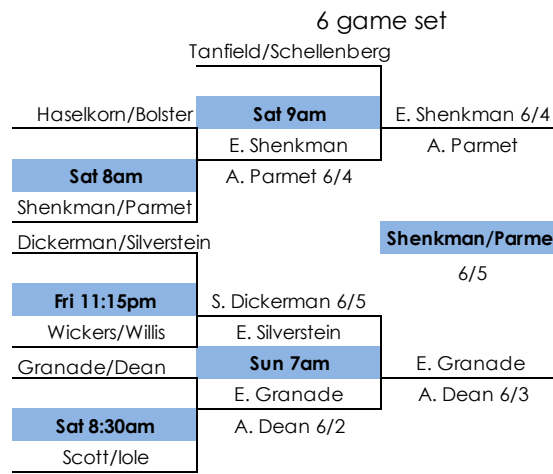 6 game set
Tanfield/Schellenberg
Haselkorn/Bolster
Sat 9am
E. Shenkman 6/4
E. Shenkman
A. Parmet
Sat 8am
A. Parmet 6/4
Shenkman/Parmet
Dickerman/Silverstein
Shenkman/Parme
6/5
Fri 11:15pm
S. Dickerman 6/5
Wickers/Willis
E. Silverstein
Granade/Dean
Sun 7am
E. Granade
E. Granade
A. Dean 6/3
Sat 8:30am
A. Dean 6/2
Scott/Iole